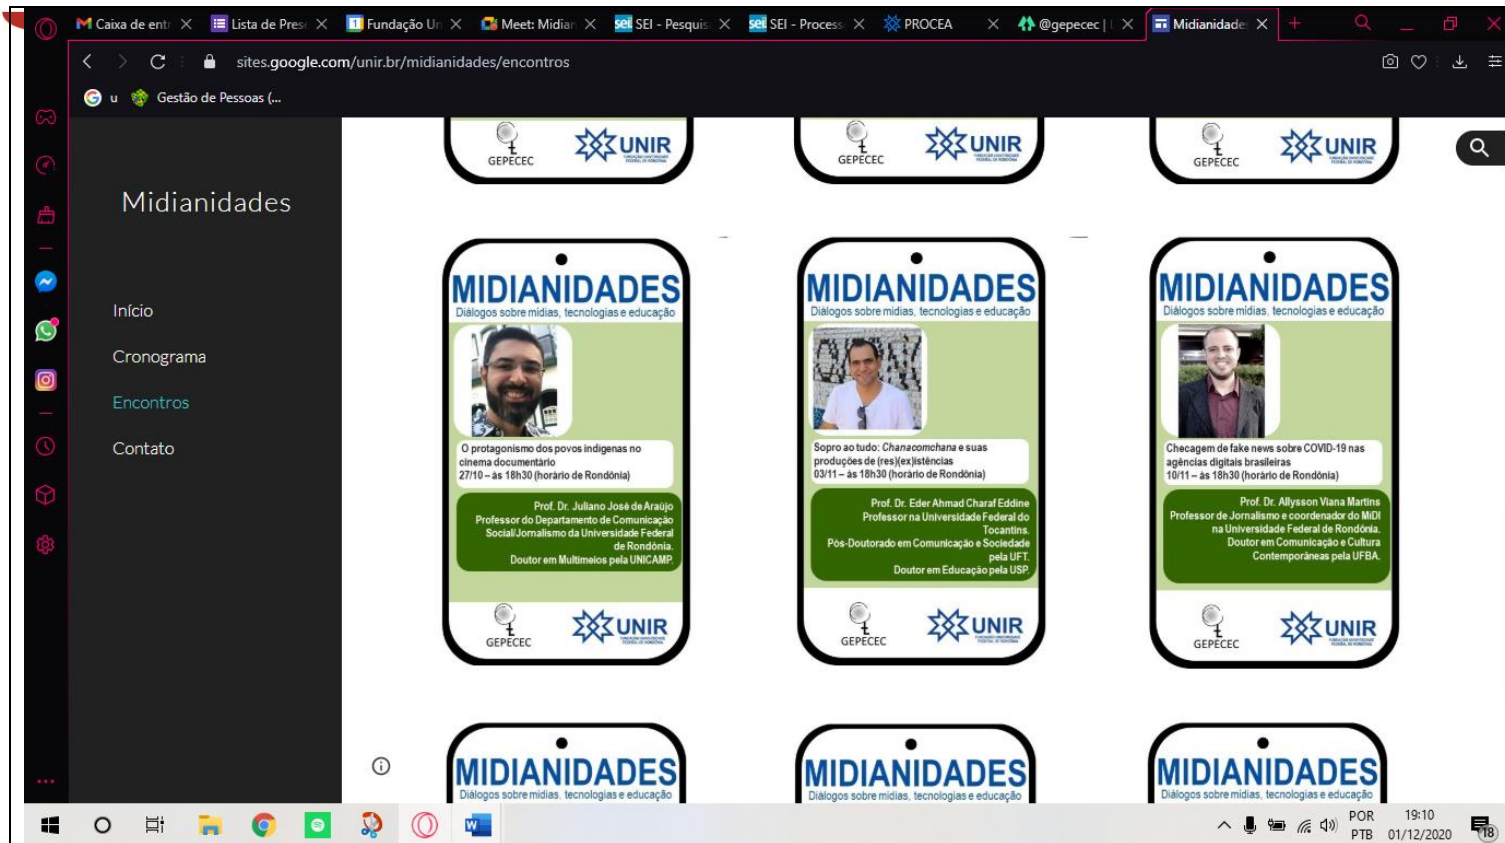 Caixa de entr
Lista de Pres
Fundação Un
Meet: Midian
SEI - Pesquis
SEI - Process
PROCEA
@gepecec | L
Midianidade
sites.google.com/unir.br/midianidades/encontros
u
Gestão de Pessoas (...
Midianidades
Início
Cronograma
Encontros
Contato
GEPECEC
UNIR
GEPECEC
UNIR
GEPECEC
UNIR
MIDIANIDADES
Diálogos sobre mídias, tecnologias e educação
O protagonismo dos povos indígenas no
cinema documentário
27/10 – às 18h30 (horário de Rondônia)
Prof. Dr. Juliano José de Araújo
Professor do Departamento de Comunicação
Social/Jornalismo da Universidade Federal
de Rondônia.
Doutor em Multimeios pela UNICAMP.
GEPECEC
UNIR
MIDIANIDADES
Diálogos sobre mídias, tecnologias e educação
Sopro ao tudo: Chanacomchana e suas
produções de (res)(ex)istências
03/11 – às 18h30 (horário de Rondônia)
Prof. Dr. Eder Ahmad Charaf Eddine
Professor na Universidade Federal do
Tocantins.
Pós-Doutorado em Comunicação e Sociedade
pela UFT.
Doutor em Educação pela USP.
GEPECEC
UNIR
MIDIANIDADES
Diálogos sobre mídias, tecnologias e educação
Checagem de fake news sobre COVID-19 nas
agências digitais brasileiras
10/11 – às 18h30 (horário de Rondônia)
Prof. Dr. Allysson Viana Martins
Professor de Jornalismo e coordenador do MiDI
na Universidade Federal de Rondônia.
Doutor em Comunicação e Cultura
Contemporâneas pela UFBA.
GEPECEC
UNIR
MIDIANIDADES
Diálogos sobre mídias, tecnologias e educação
MIDIANIDADES
Diálogos sobre mídias, tecnologias e educação
MIDIANIDADES
Diálogos sobre mídias, tecnologias e educação
POR
PTB
19:10
01/12/2020
18